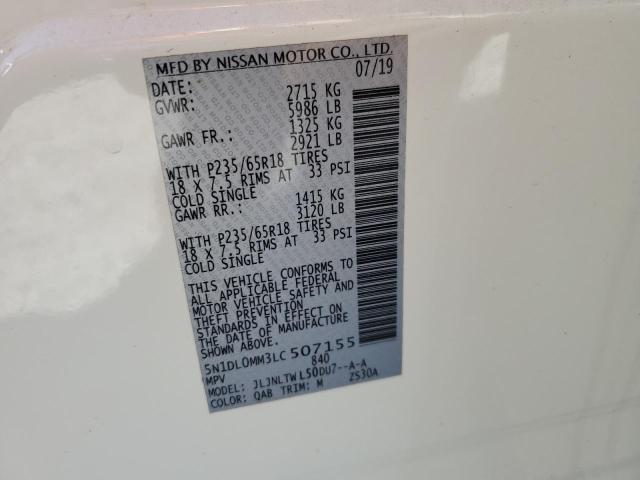 MFD BY NISSAN MOTOR CO., LTD.
DATE: 07/19
GVWR: 2715 KG
5986 LB
GAWR FR.: 1325 KG
2921 LB
WITH P235/65R18 TIRES
18 X 7.5 RIMS AT 33 PSI
COLD SINGLE
GAWR RR.: 1415 KG
3120 LB
WITH P235/65R18 TIRES
18 X 7.5 RIMS AT 33 PSI
COLD SINGLE
THIS VEHICLE CONFORMS TO
ALL APPLICABLE FEDERAL
MOTOR VEHICLE SAFETY AND
THEFT PREVENTION
STANDARDS IN EFFECT ON
THE DATE OF MANUFACTURE
SHOWN ABOVE.
5N1DL0MM3LC507155
MPV 840
MODEL: JLJNLTWL50DU7--A-A
COLOR: QAB TRIM: M ZS30A